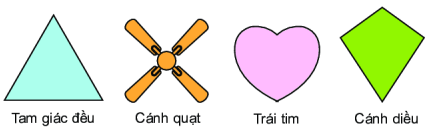 Tam giác đều Cánh quạt Trái tim Cánh diều